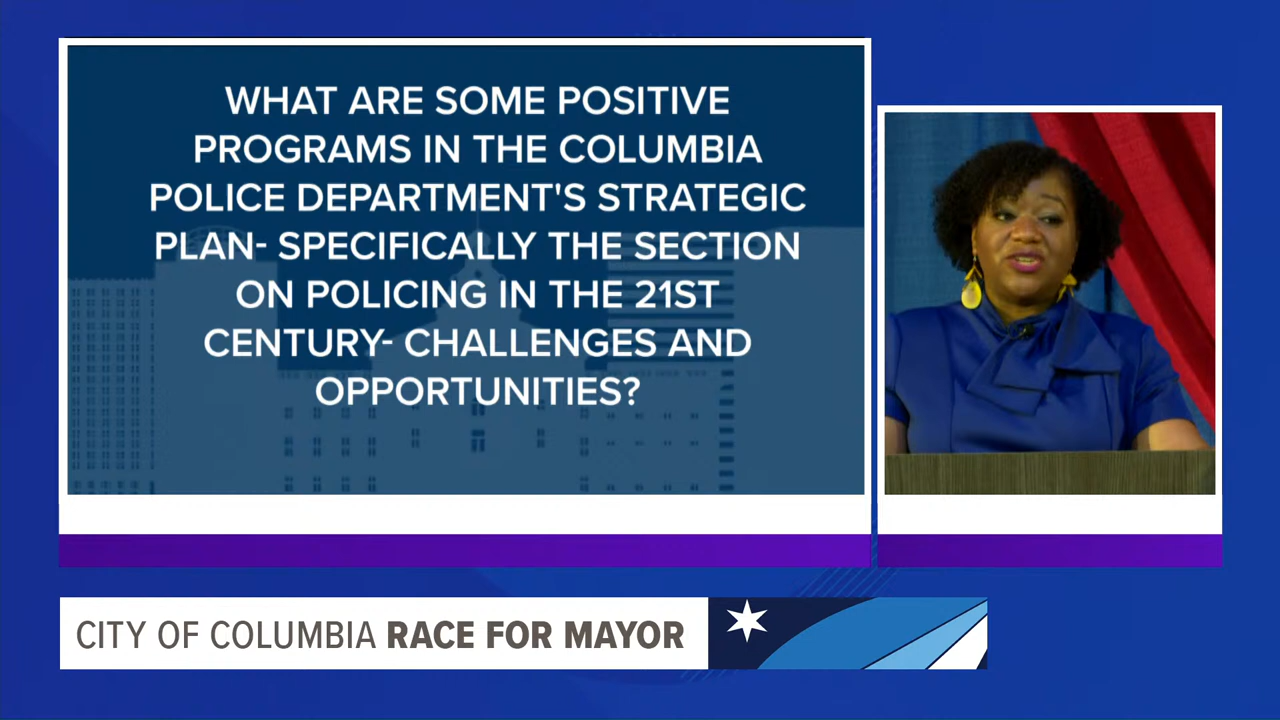 WHAT ARE SOME POSITIVE
PROGRAMS IN THE COLUMBIA
POLICE DEPARTMENT'S STRATEGIC
PLAN- SPECIFICALLY THE SECTION
ON POLICING IN THE 21ST
CENTURY- CHALLENGES AND
OPPORTUNITIES?
CITY OF COLUMBIA RACE FOR MAYOR